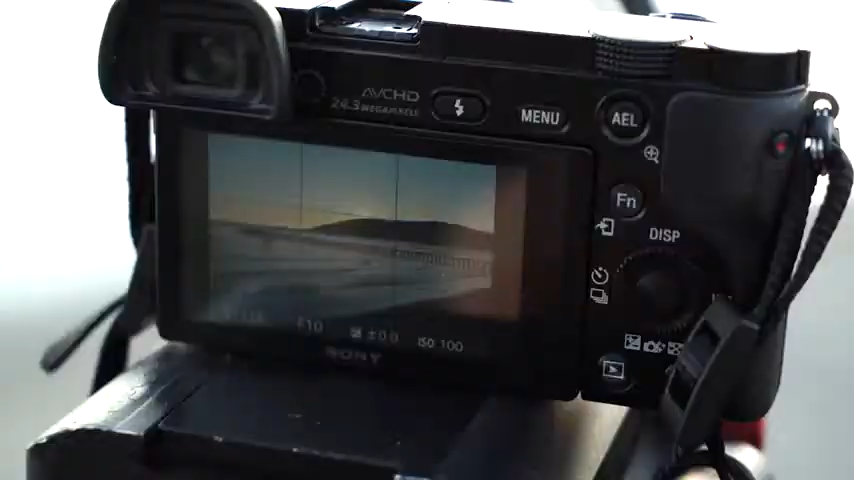 AVCHD
24.3 MEGAPIXELS
MENU
AEL
Fn
DISP
F10
±0.0
ISO 100
SONY